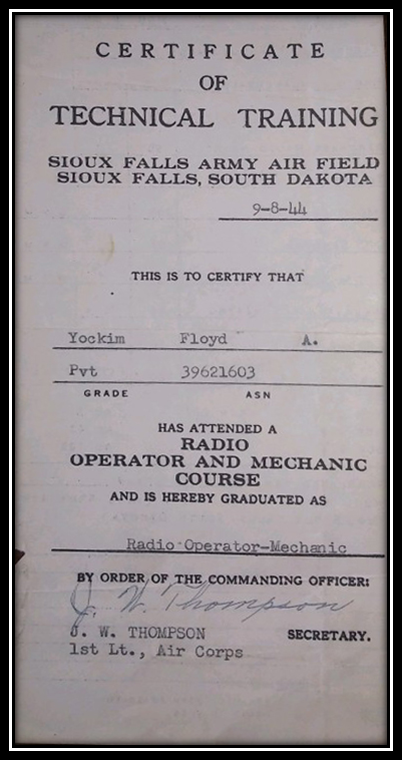 CERTIFICATE
OF
TECHNICAL TRAINING
SIOUX FALLS ARMY AIR FIELD
SIOUX FALLS, SOUTH DAKOTA
9-8-44
THIS IS TO CERTIFY THAT
Yockim Floyd A.
Pvt 39621603
GRADE ASN
HAS ATTENDED A
RADIO
OPERATOR AND MECHANIC
COURSE
AND IS HEREBY GRADUATED AS
Radio Operator-Mechanic
BY ORDER OF THE COMMANDING OFFICER:
J. W. Thompson
J. W. THOMPSON SECRETARY.
1st Lt., Air Corps